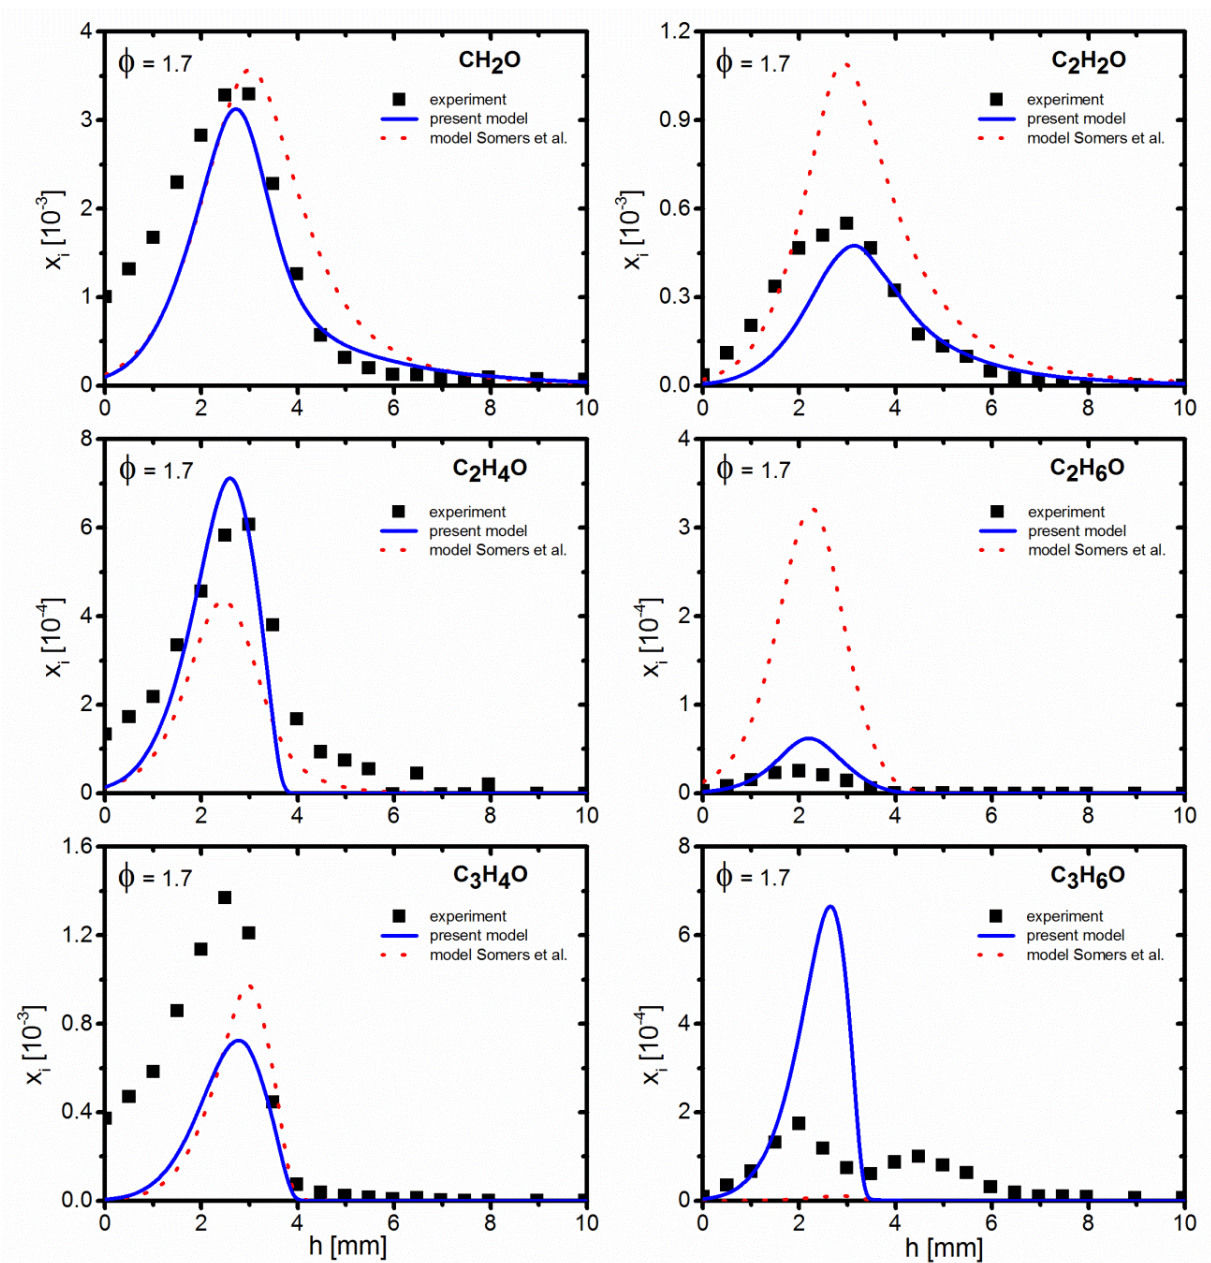 4
ϕ = 1.7
CH2O
experiment
present model
model Somers et al.
3
2
xi [10-3]
1
0
0 2 4 6 8 10
1.2
ϕ = 1.7
C2H2O
experiment
present model
model Somers et al.
0.9
0.6
xi [10-3]
0.3
0.0
0 2 4 6 8 10
8
ϕ = 1.7
C2H4O
experiment
present model
model Somers et al.
6
4
xi [10-4]
2
0
0 2 4 6 8 10
4
ϕ = 1.7
C2H6O
experiment
present model
model Somers et al.
3
2
xi [10-4]
1
0
0 2 4 6 8 10
1.6
ϕ = 1.7
C3H4O
experiment
present model
model Somers et al.
1.2
0.8
xi [10-3]
0.4
0.0
0 2 4 6 8 10
h [mm]
8
ϕ = 1.7
C3H6O
experiment
present model
model Somers et al.
6
4
xi [10-4]
2
0
0 2 4 6 8 10
h [mm]